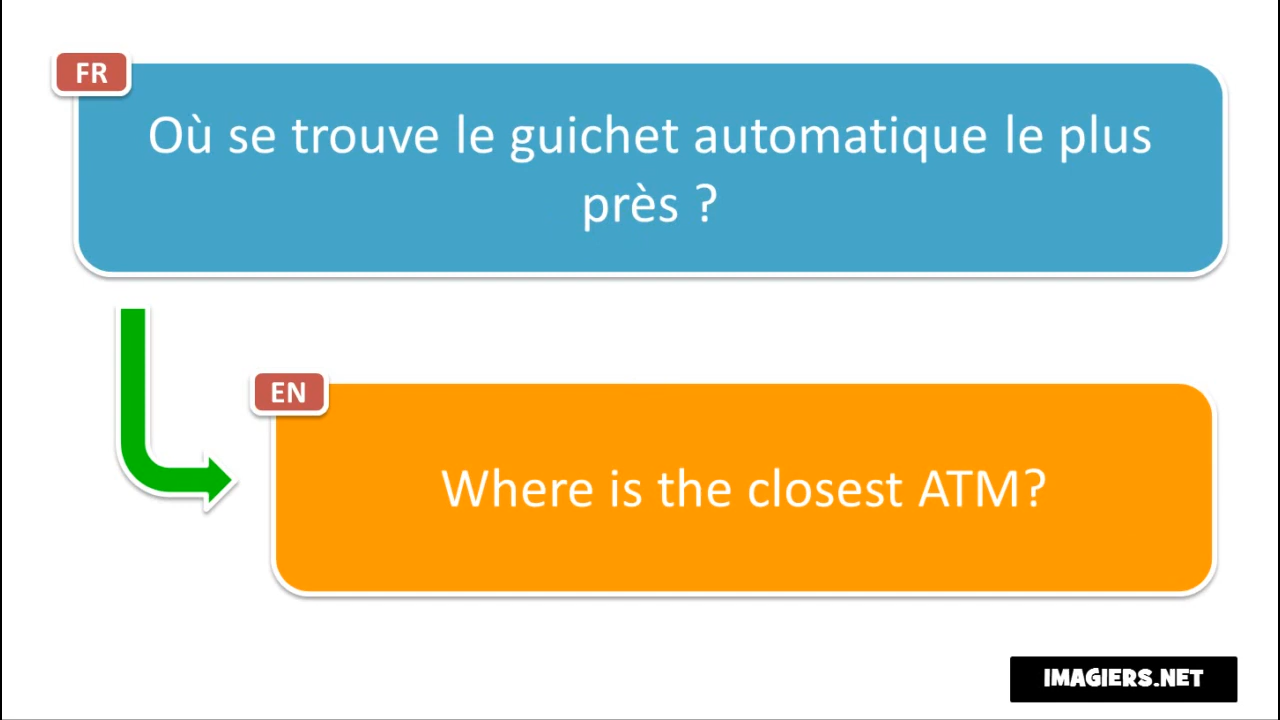 FR
Où se trouve le guichet automatique le plus
près ?
EN
Where is the closest ATM?
IMAGIERS.NET